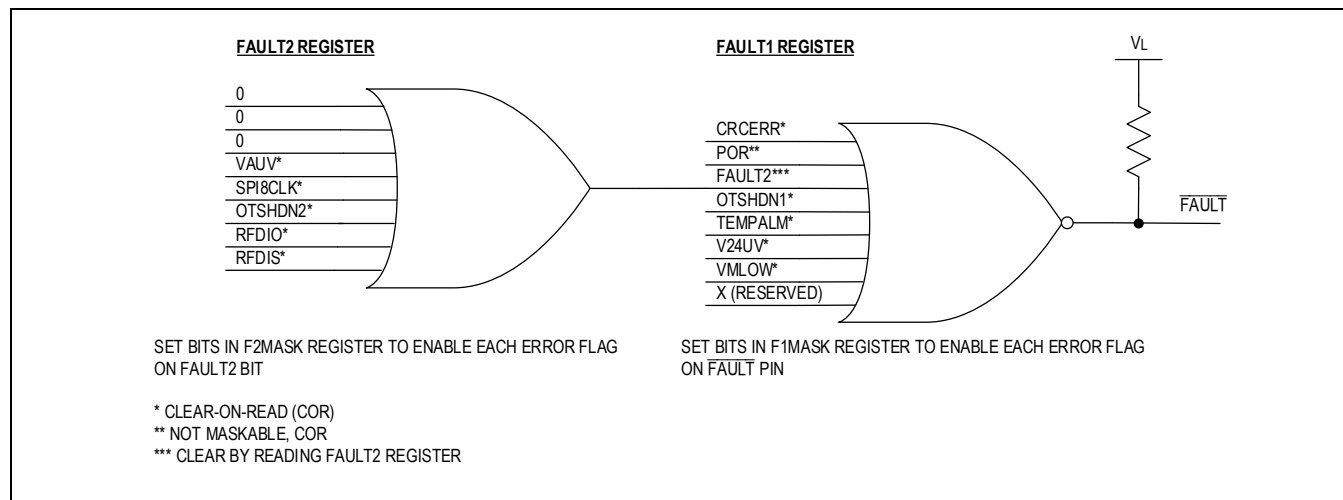 FAULT2 REGISTER
0
0
0
VAUV*
SPI8CLK*
OTSHDN2*
RFDIO*
RFDIS*
FAULT1 REGISTER
CRCERR*
POR**
FAULT2***
OTSHDN1*
TEMPALM*
V24UV*
VMLOW*
X (RESERVED)
VL
FAULT
SET BITS IN F2MASK REGISTER TO ENABLE EACH ERROR FLAG
ON FAULT2 BIT
SET BITS IN F1MASK REGISTER TO ENABLE EACH ERROR FLAG
ON FAULT PIN
* CLEAR-ON-READ (COR)
** NOT MASKABLE, COR
*** CLEAR BY READING FAULT2 REGISTER